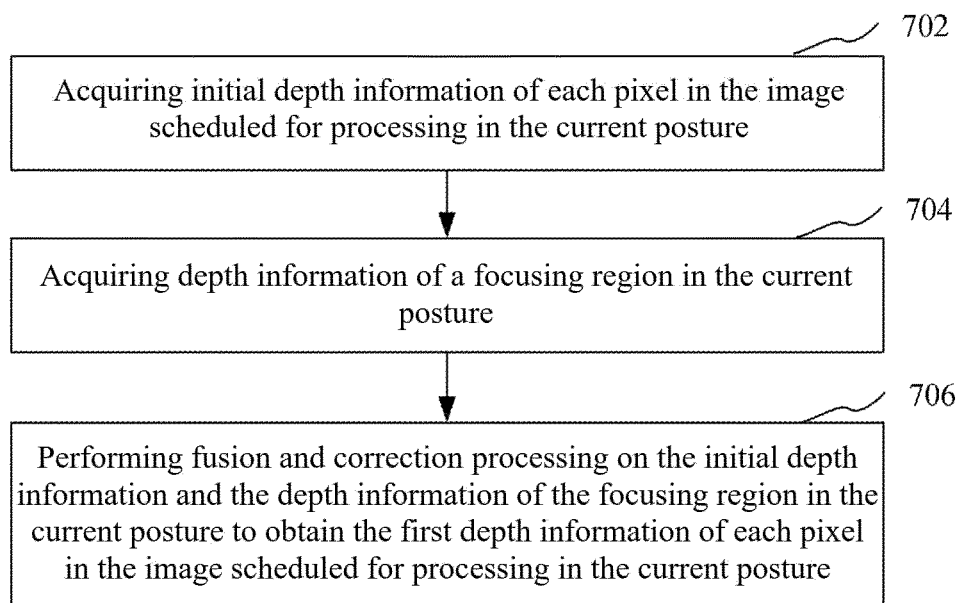 702
Acquiring initial depth information of each pixel in the image
scheduled for processing in the current posture
704
Acquiring depth information of a focusing region in the current
posture
706
Performing fusion and correction processing on the initial depth
information and the depth information of the focusing region in the
current posture to obtain the first depth information of each pixel
in the image scheduled for processing in the current posture